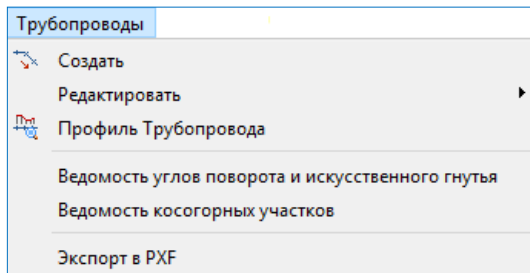 Трубопроводы
Создать
Редактировать
Профиль Трубопровода
Ведомость углов поворота и искусственного гнутья
Ведомость косогорных участков
Экспорт в PXF